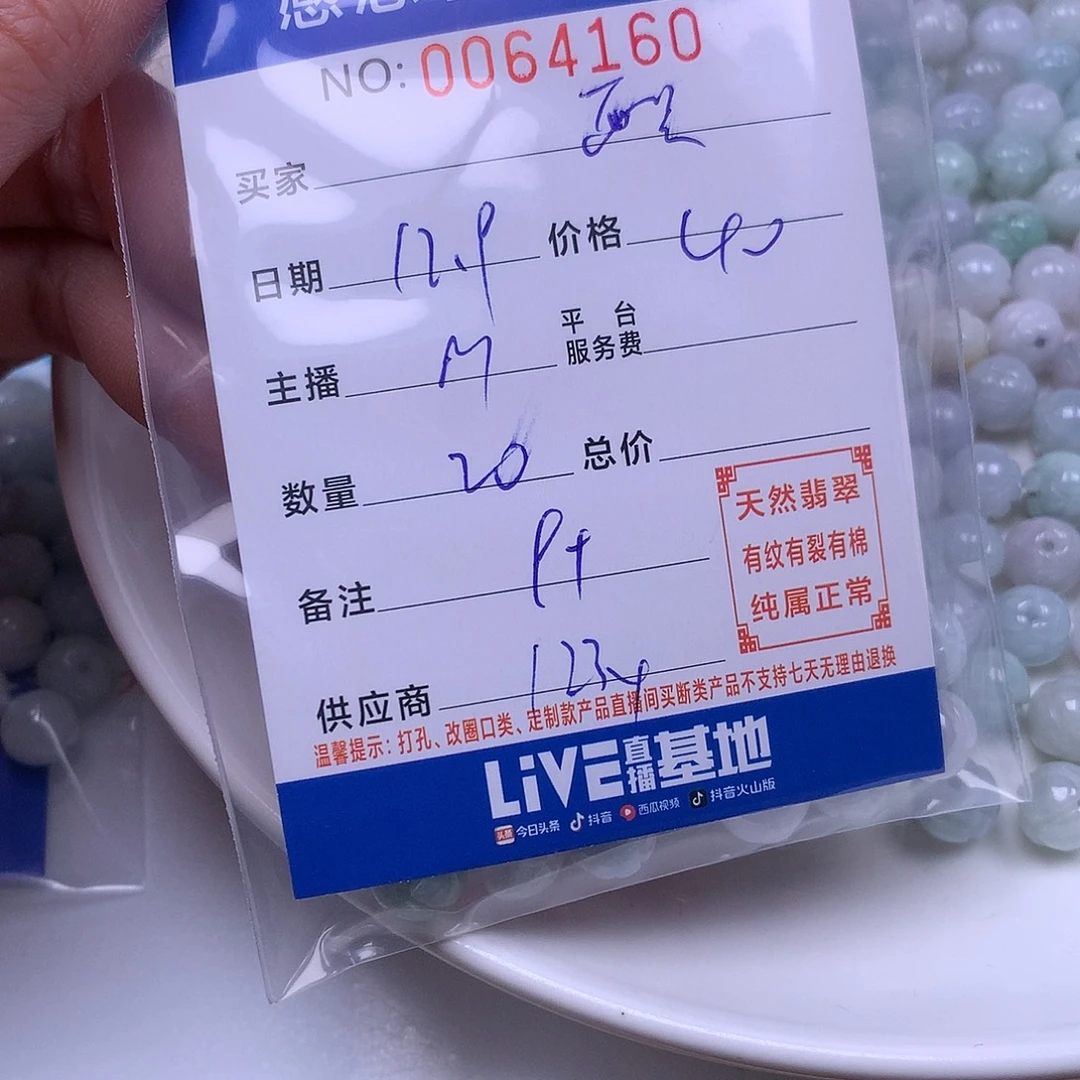 NO: 0064160
买家
日期 12.9 价格 40
主播 M 平台服务费
数量 20 总价
备注
供应商
天然翡翠
有纹有裂有棉
纯属正常
温馨提示：打孔、改圈口类、定制款产品直播间买断类产品不支持七天无理由退换
LiVE直播基地
头条 今日头条 抖音 西瓜视频 抖音火山版